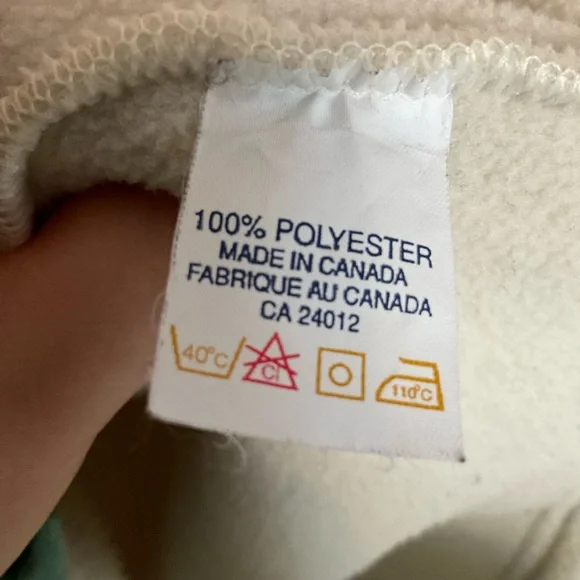 100% POLYESTER
MADE IN CANADA
FABRIQUE AU CANADA
CA 24012
40°C Cl 110°C